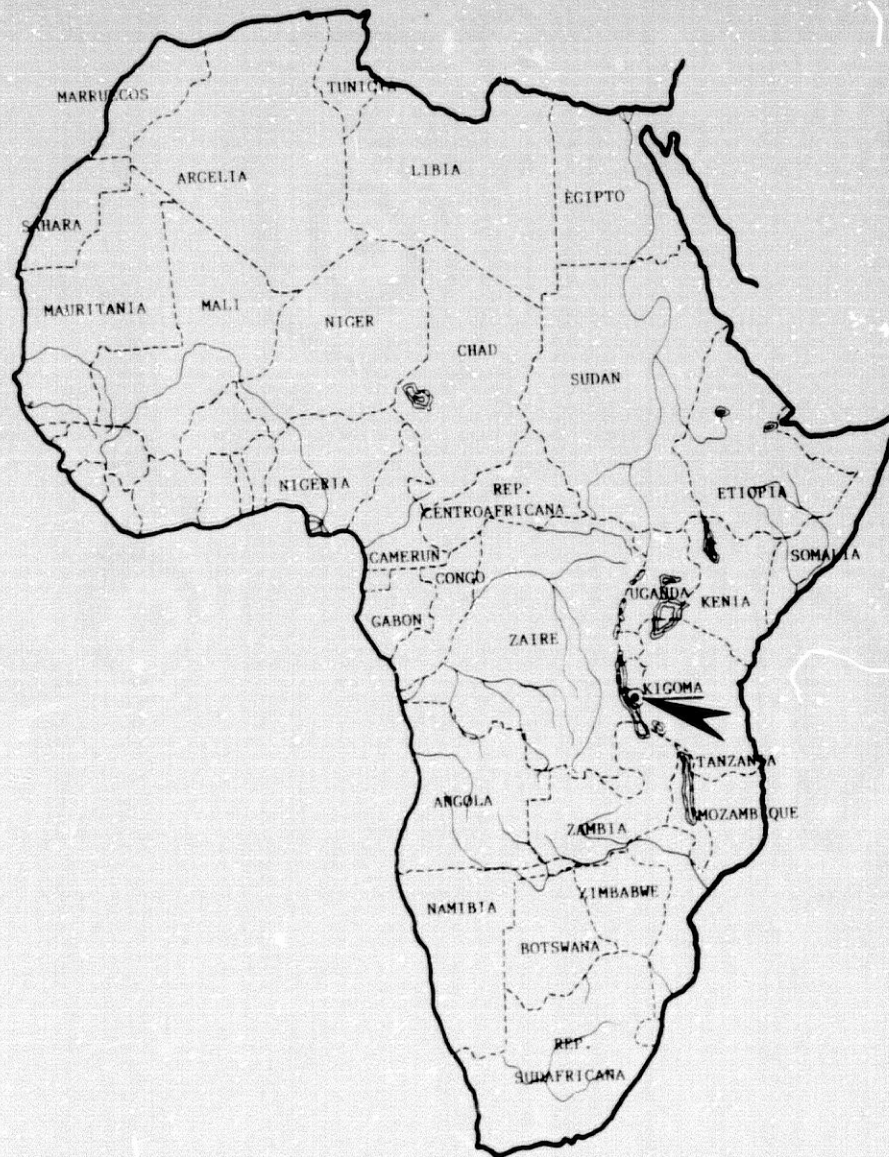 MARRUECOS
TUNICIA
ARGELIA
LIBIA
EGIPTO
SAHARA
MAURITANIA
MALI
NIGER
CHAD
SUDAN
NIGERIA
REP.
CENTROAFRICANA
ETIOPIA
CAMERUN
CONGO
SOMALIA
UGANDA
KENIA
GABON
ZAIRE
KIGOMA
TANZANIA
ANGOLA
MOZAMBIQUE
ZAMBIA
NAMIBIA
ZIMBABWE
BOTSWANA
REP.
SUDAFRICANA